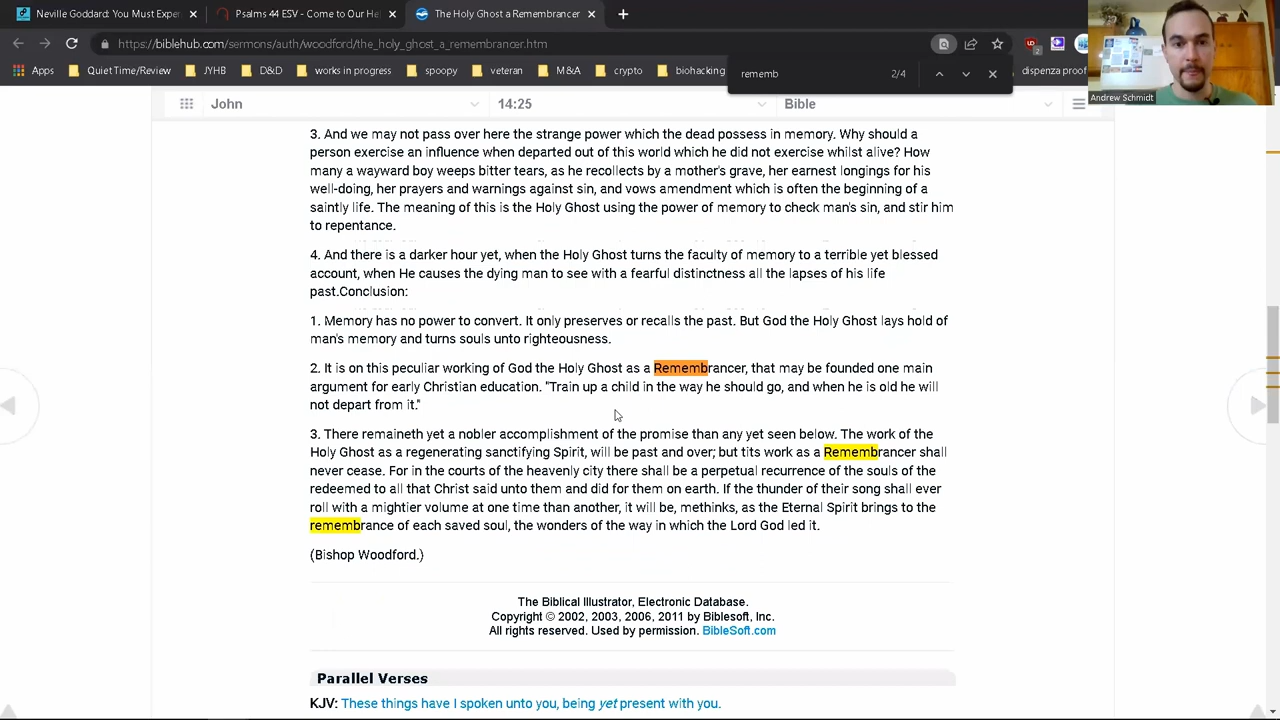 Neville Goddard: You Must Exper
Psalms 44 ESV - Come to Our He
The Holy Ghost a Remembrancer
https://biblehub.com/sermons/auth/woodford/the_holy_ghost_a_remembrancer.htm
Apps
Quiet Time/Review
JYHB
D&D
work in progress
spSpspy
veteran
M&A
crypto
biohacking
dispenza proof
rememb
2/4
Andrew Schmidt
John
14:25
Bible
3. And we may not pass over here the strange power which the dead possess in memory. Why should a
person exercise an influence when departed out of this world which he did not exercise whilst alive? How
many a wayward boy weeps bitter tears, as he recollects by a mother's grave, her earnest longings for his
well-doing, her prayers and warnings against sin, and vows amendment which is often the beginning of a
saintly life. The meaning of this is the Holy Ghost using the power of memory to check man's sin, and stir him
to repentance.
4. And there is a darker hour yet, when the Holy Ghost turns the faculty of memory to a terrible yet blessed
account, when He causes the dying man to see with a fearful distinctness all the lapses of his life
past.Conclusion:
1. Memory has no power to convert. It only preserves or recalls the past. But God the Holy Ghost lays hold of
man's memory and turns souls unto righteousness.
2. It is on this peculiar working of God the Holy Ghost as a Remembrancer, that may be founded one main
argument for early Christian education. "Train up a child in the way he should go, and when he is old he will
not depart from it."
3. There remaineth yet a nobler accomplishment of the promise than any yet seen below. The work of the
Holy Ghost as a regenerating sanctifying Spirit, will be past and over; but tits work as a Remembrancer shall
never cease. For in the courts of the heavenly city there shall be a perpetual recurrence of the souls of the
redeemed to all that Christ said unto them and did for them on earth. If the thunder of their song shall ever
roll with a mightier volume at one time than another, it will be, methinks, as the Eternal Spirit brings to the
remembrance of each saved soul, the wonders of the way in which the Lord God led it.
(Bishop Woodford.)
The Biblical Illustrator, Electronic Database.
Copyright © 2002, 2003, 2006, 2011 by Biblesoft, Inc.
All rights reserved. Used by permission. BibleSoft.com
Parallel Verses
KJV: These things have I spoken unto you, being yet present with you.